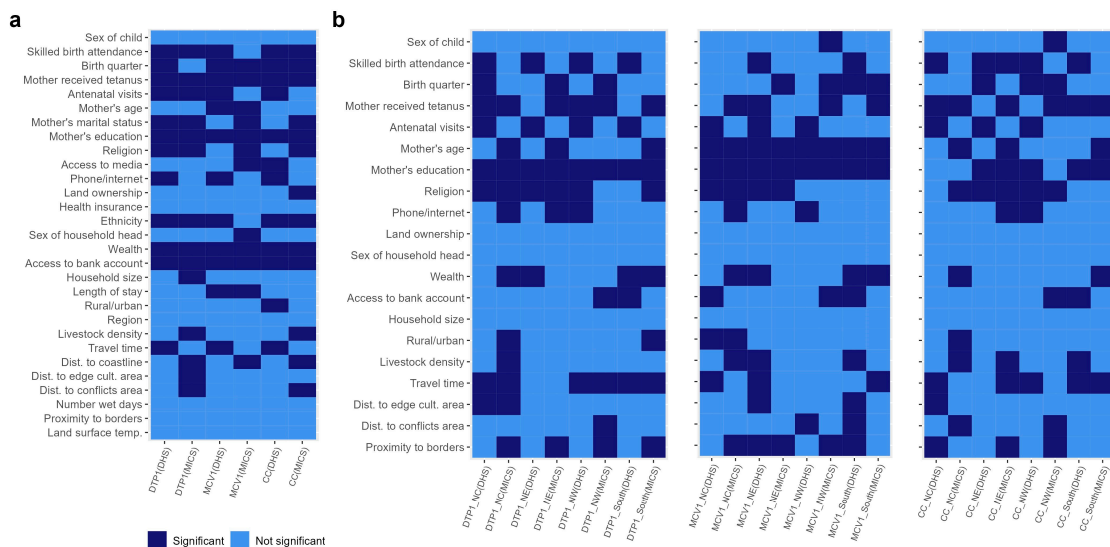 a
Sex of child
Skilled birth attendance
Birth quarter
Mother received tetanus
Antenatal visits
Mother's age
Mother's marital status
Mother's education
Religion
Access to media
Phone/internet
Land ownership
Health insurance
Ethnicity
Sex of household head
Wealth
Access to bank account
Household size
Length of stay
Rural/urban
Region
Livestock density
Travel time
Dist. to coastline
Dist. to edge cult. area
Dist. to conflicts area
Number wet days
Proximity to borders
Land surface temp.
DTP1(DHS)
DTP1(MICS)
MCV1(DHS)
MCV1(MICS)
CC(DHS)
CC(MICS)
Significant
Not significant
b
Sex of child
Skilled birth attendance
Birth quarter
Mother received tetanus
Antenatal visits
Mother's age
Mother's education
Religion
Phone/internet
Land ownership
Sex of household head
Wealth
Access to bank account
Household size
Rural/urban
Livestock density
Travel time
Dist. to edge cult. area
Dist. to conflicts area
Proximity to borders
DTP1_NC(DHS)
DTP1_NC(MICS)
DTP1_NE(DHS)
DTP1_NE(MICS)
DTP1_NW(DHS)
DTP1_NW(MICS)
DTP1_South(DHS)
DTP1_South(MICS)
MCV1_NC(DHS)
MCV1_NC(MICS)
MCV1_NE(DHS)
MCV1_NE(MICS)
MCV1_NW(DHS)
MCV1_NW(MICS)
MCV1_South(DHS)
MCV1_South(MICS)
CC_NC(DHS)
CC_NC(MICS)
CC_NE(DHS)
CC_NE(MICS)
CC_NW(DHS)
CC_NW(MICS)
CC_South(DHS)
CC_South(MICS)